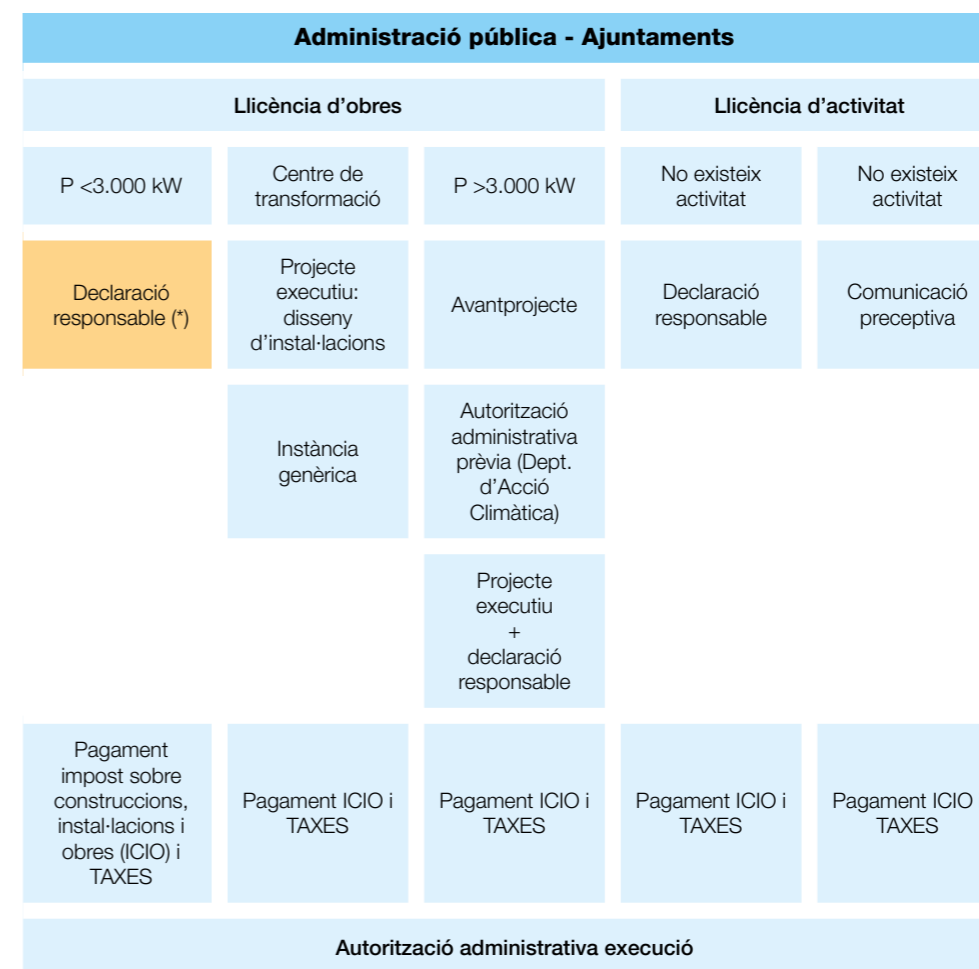 Administració pública - Ajuntaments
Llicència d'obres
Llicència d'activitat
P <3.000 kW
Centre de
transformació
P >3.000 kW
No existeix
activitat
No existeix
activitat
Declaració
responsable (*)
Projecte
executiu:
disseny
d'instal·lacions
Avantprojecte
Declaració
responsable
Comunicació
preceptiva
Instància
genèrica
Autorització
administrativa
prèvia (Dept.
d'Acció
Climàtica)
Projecte
executiu
+
declaració
responsable
Pagament
impost sobre
construccions,
instal·lacions i
obres (ICIO) i
TAXES
Pagament ICIO i
TAXES
Pagament ICIO i
TAXES
Pagament ICIO i
TAXES
Pagament ICIO
TAXES
Autorització administrativa execució